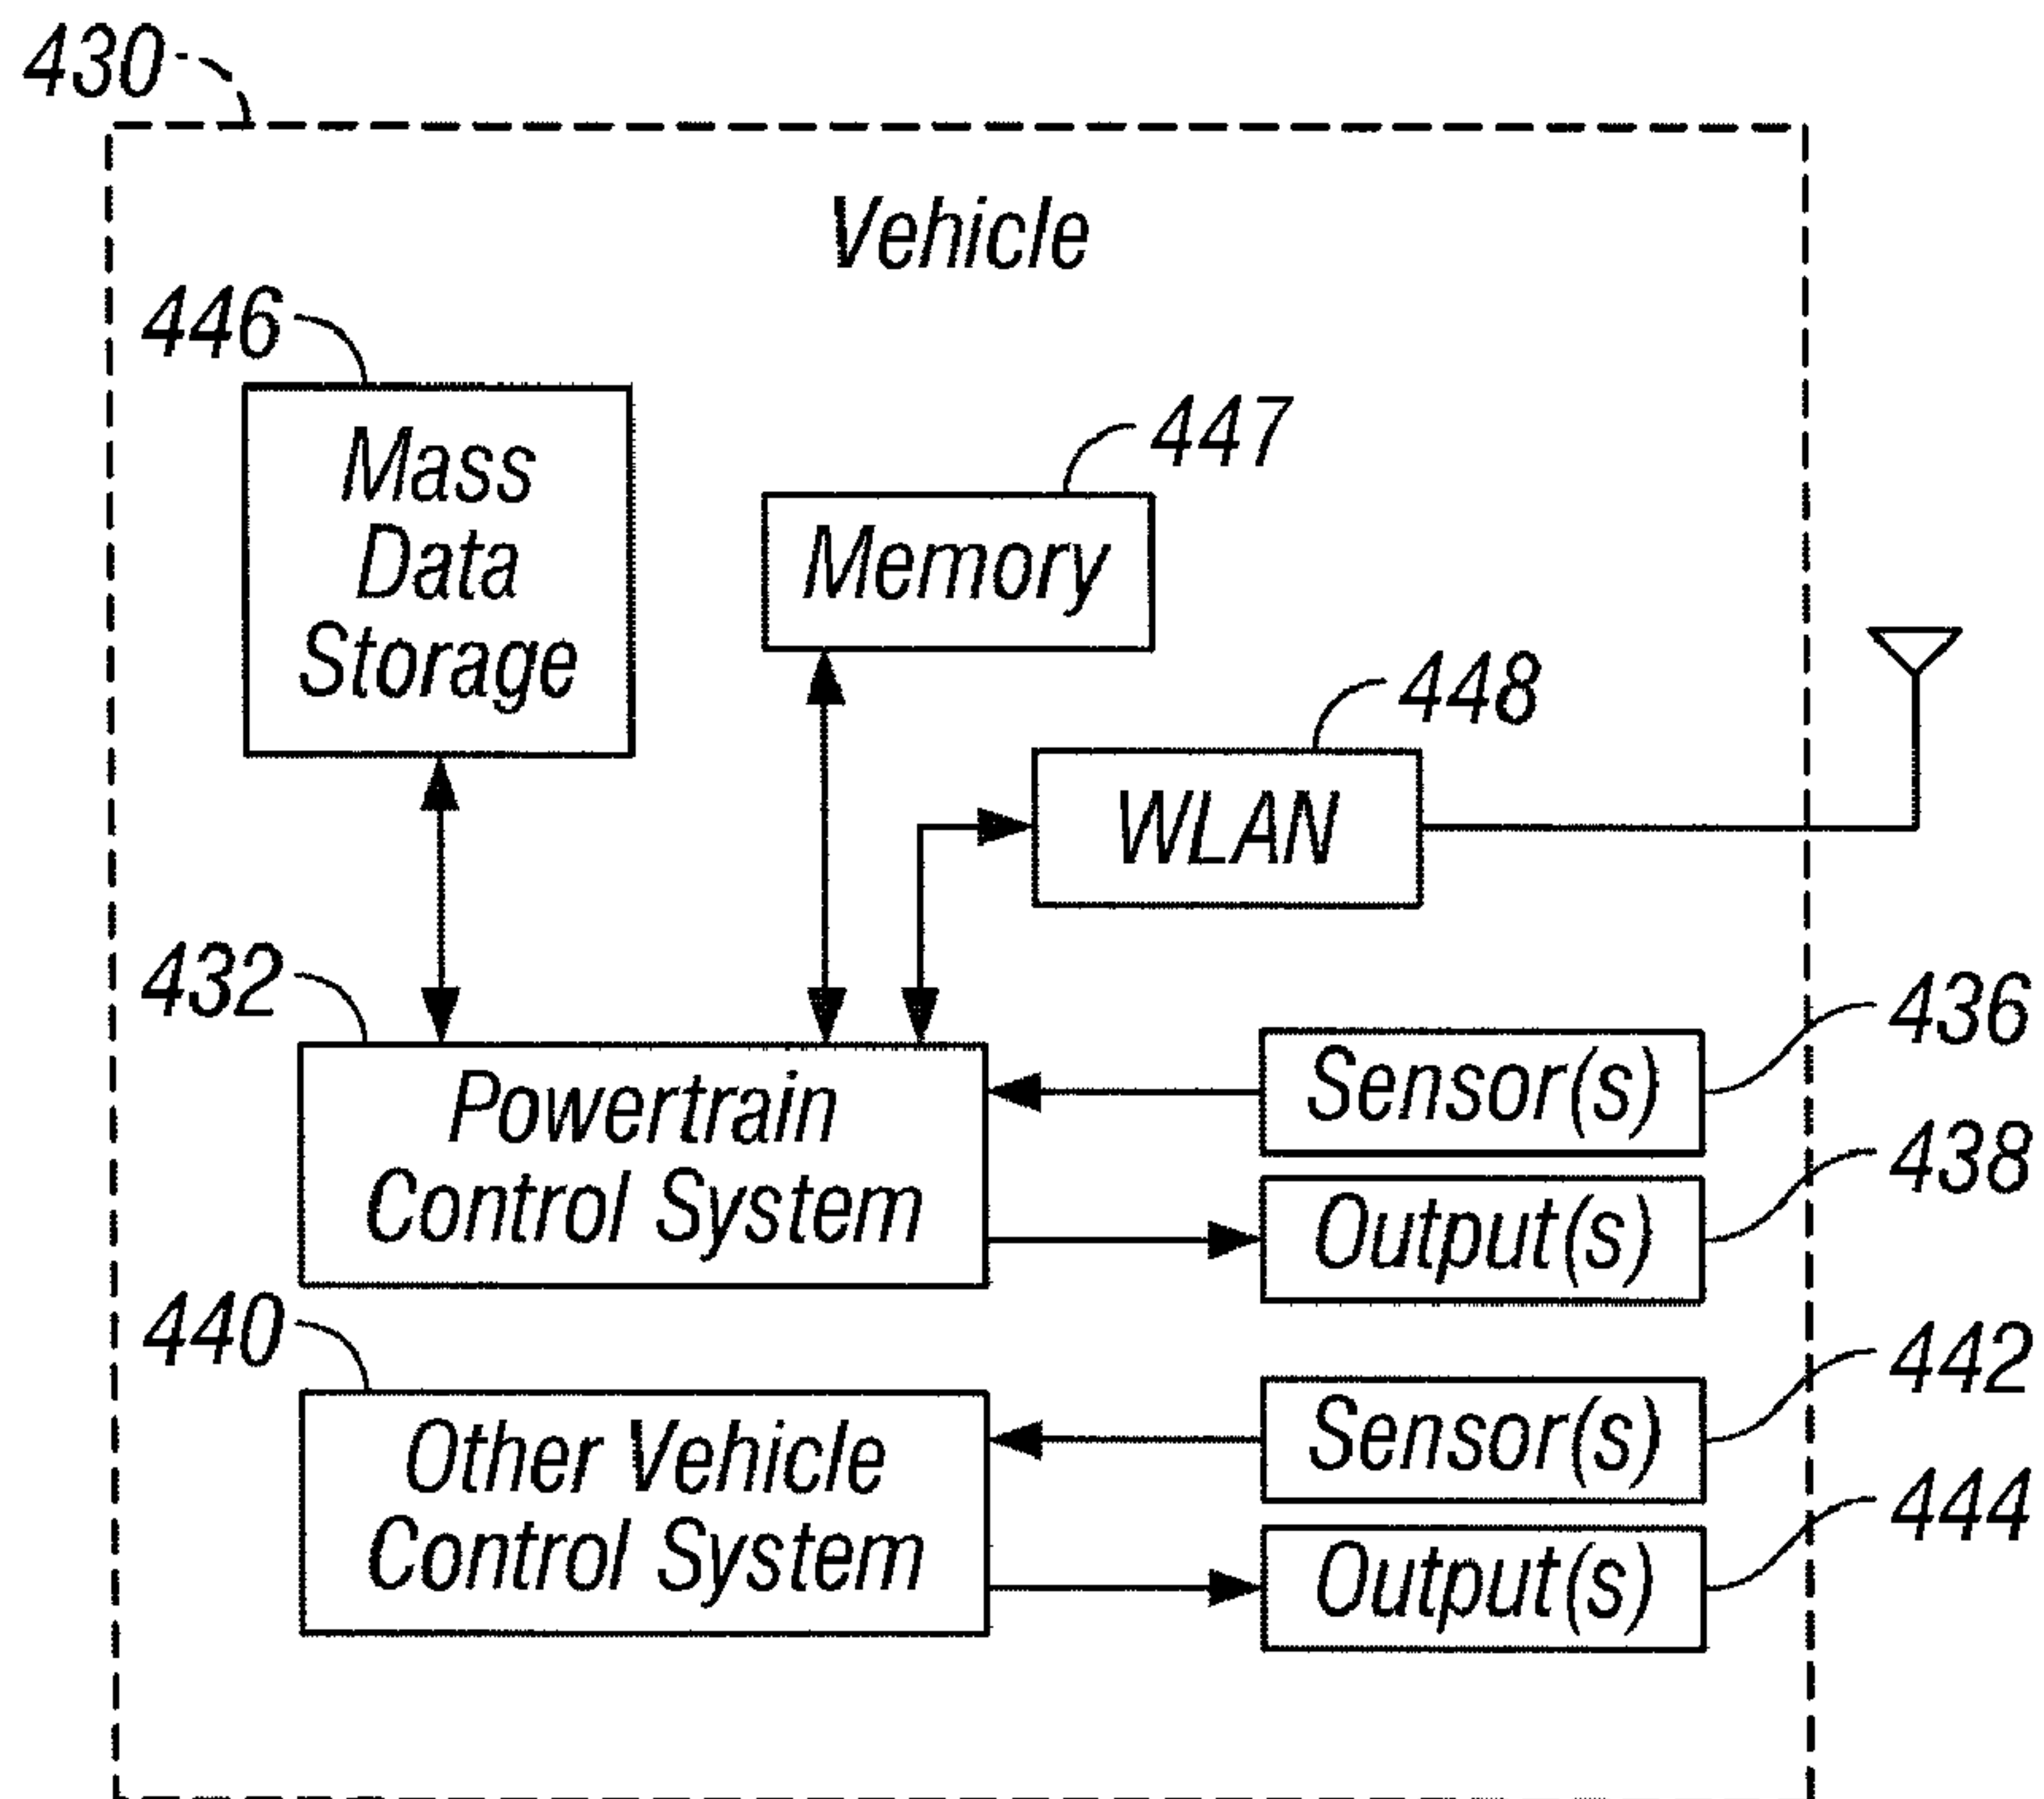 430
Vehicle
446
Mass
Data
Storage
447
Memory
448
WLAN
432
Powertrain
Control System
Sensor(s)
436
Output(s)
438
440
Other Vehicle
Control System
Sensor(s)
442
Output(s)
444